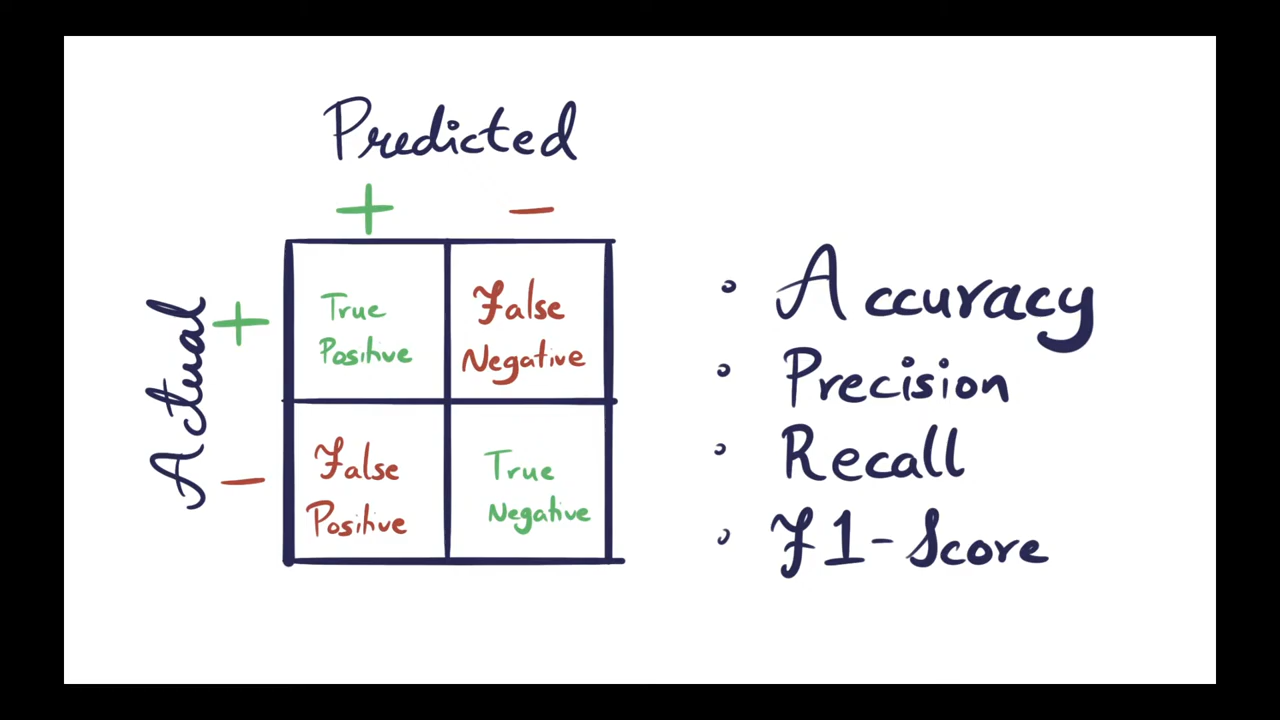 Predicted
+ −
Actual
+
−
True
Positive
False
Negative
False
Positive
True
Negative
• Accuracy
• Precision
• Recall
• F1-Score